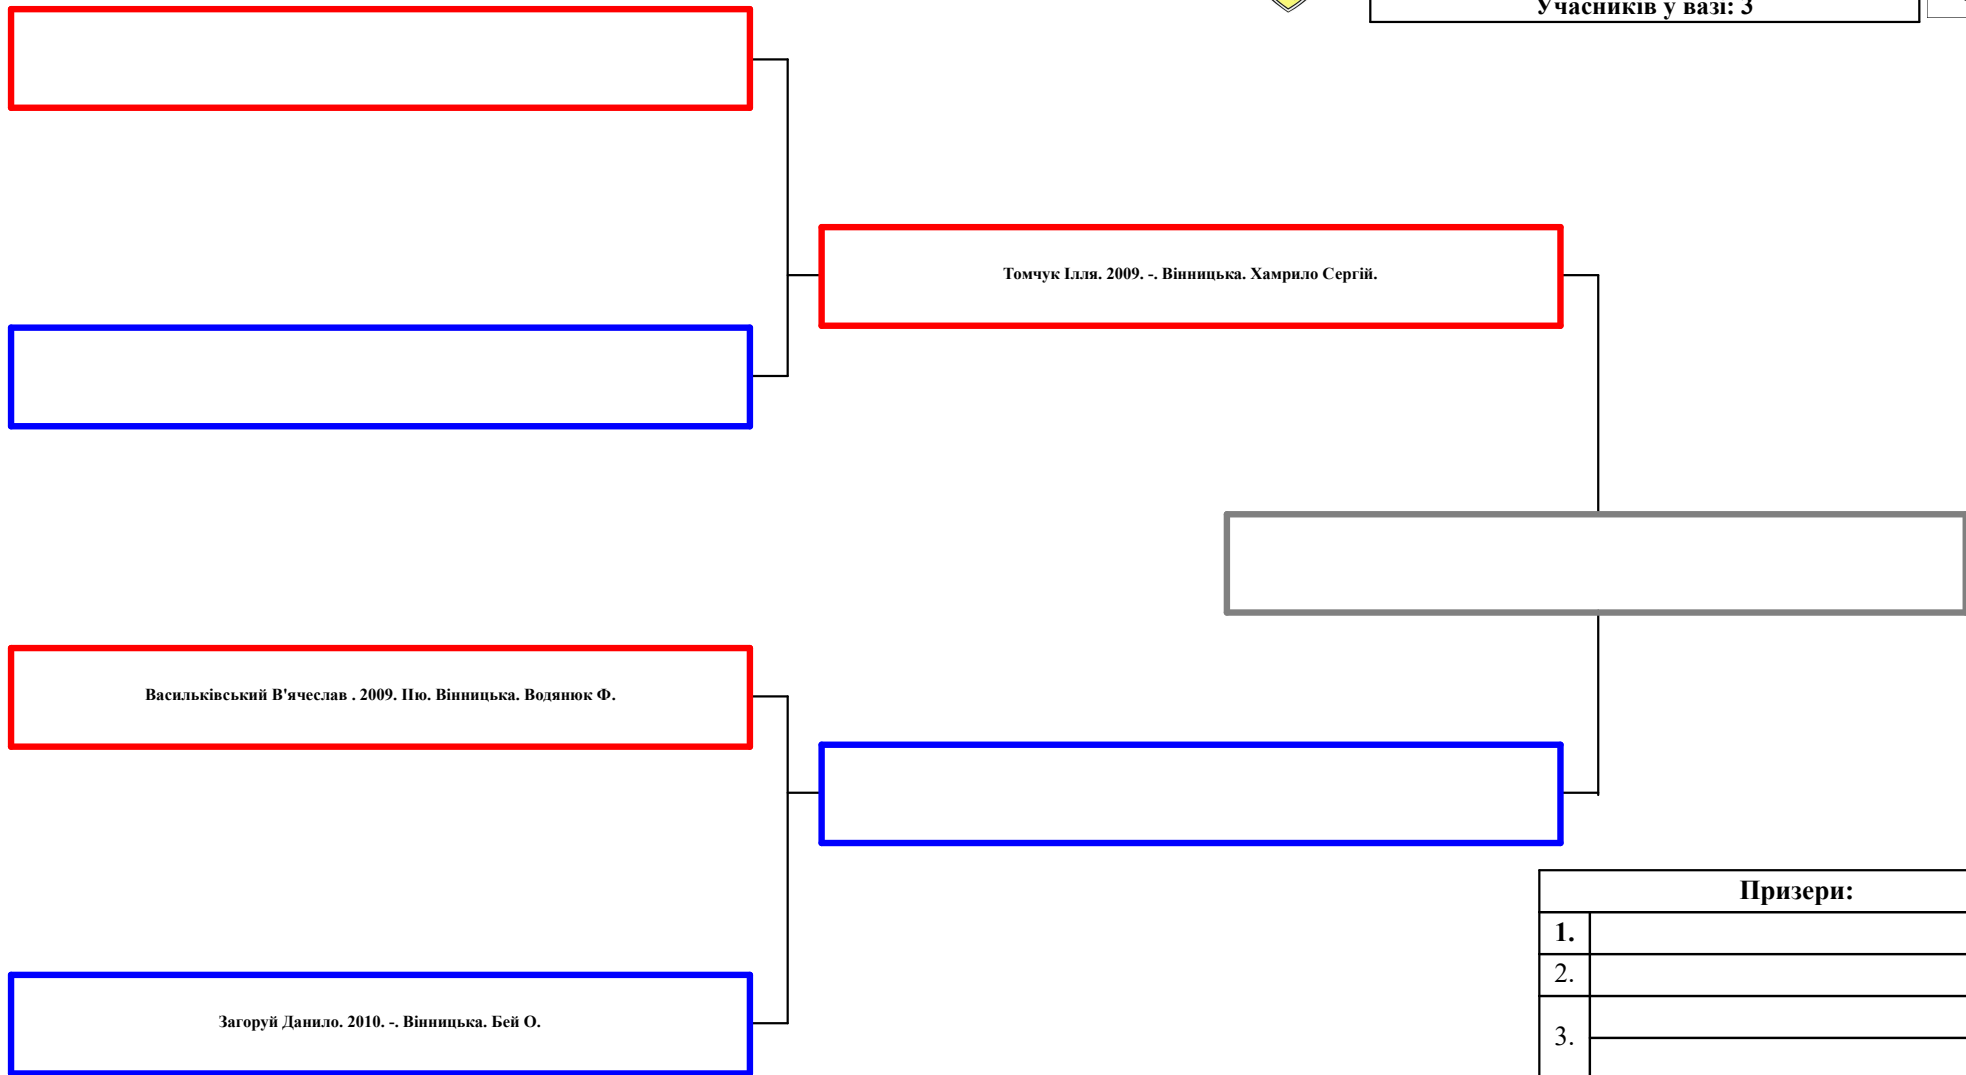 Учасників у вазі: 3
Томчук Ілля. 2009. -. Вінницька. Хамрило Сергій.
Васильківський В'ячеслав . 2009. ІІю. Вінницька. Водянюк Ф.
Загоруй Данило. 2010. -. Вінницька. Бей О.
Призери:
1.
2.
3.